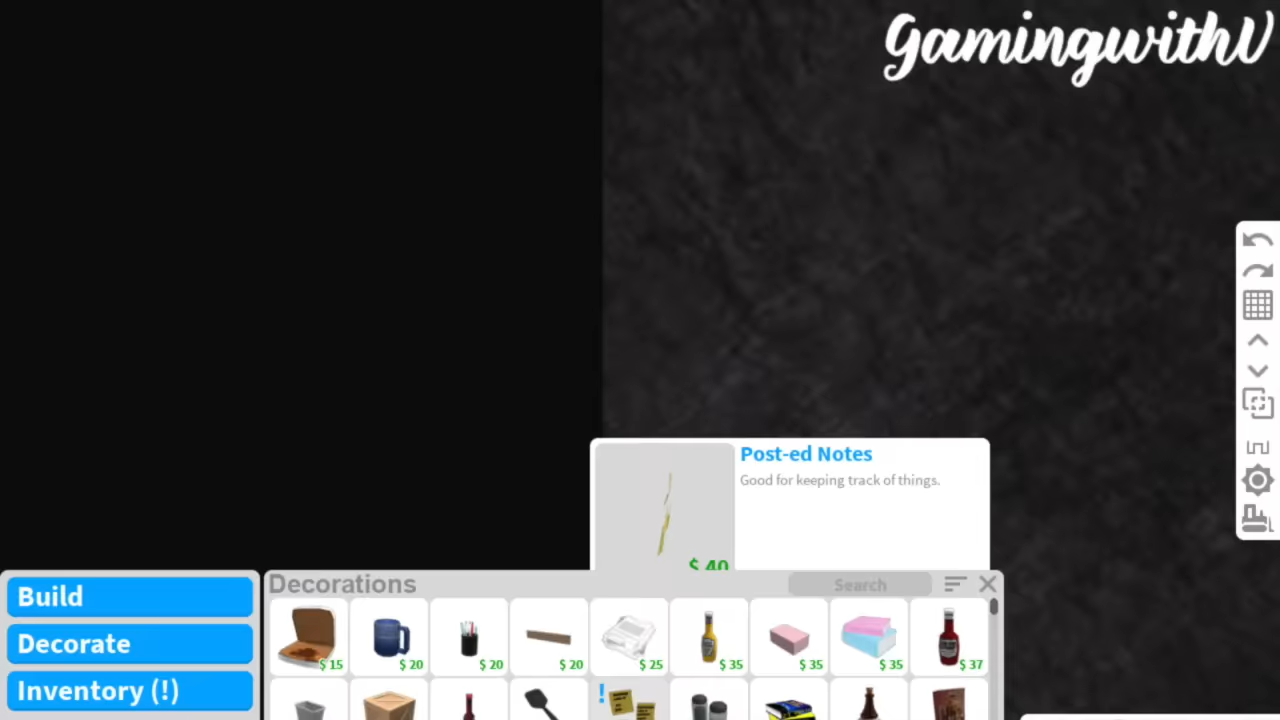 GamingwithV
Post-ed Notes
Good for keeping track of things.
$ 40
Build
Decorate
Inventory (!)
Decorations
Search
$ 15
$ 20
$ 20
$ 20
$ 25
$ 35
$ 35
$ 35
$ 37
!